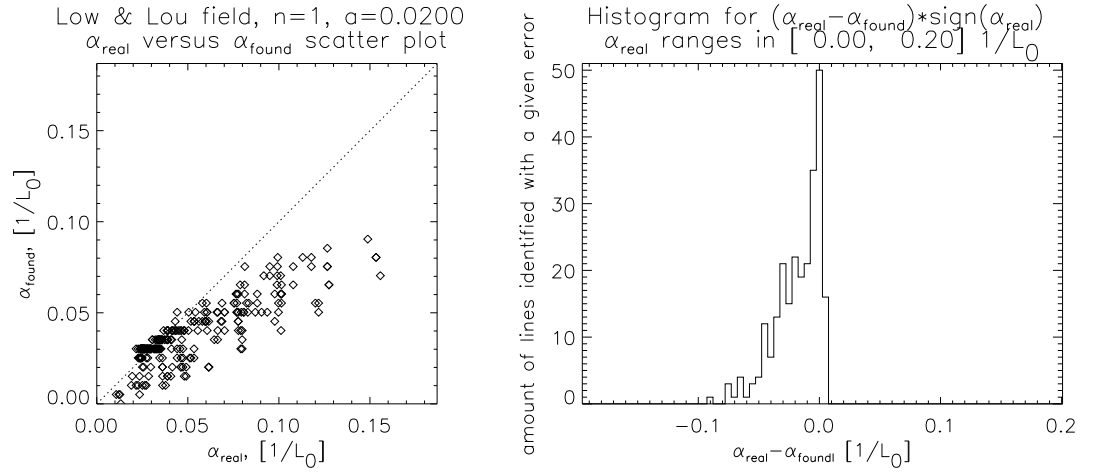 Low & Lou field, n=1, a=0.0200
α_real versus α_found scatter plot
α_found, [1/L_0]
0.15
0.10
0.05
0.00
0.00 0.05 0.10 0.15
α_real, [1/L_0]
Histogram for (α_real−α_found)*sign(α_real)
α_real ranges in [ 0.00, 0.20] 1/L_0
amount of lines identified with a given error
50
40
30
20
10
0
−0.1 0.0 0.1 0.2
α_real−α_foundl [1/L_0]